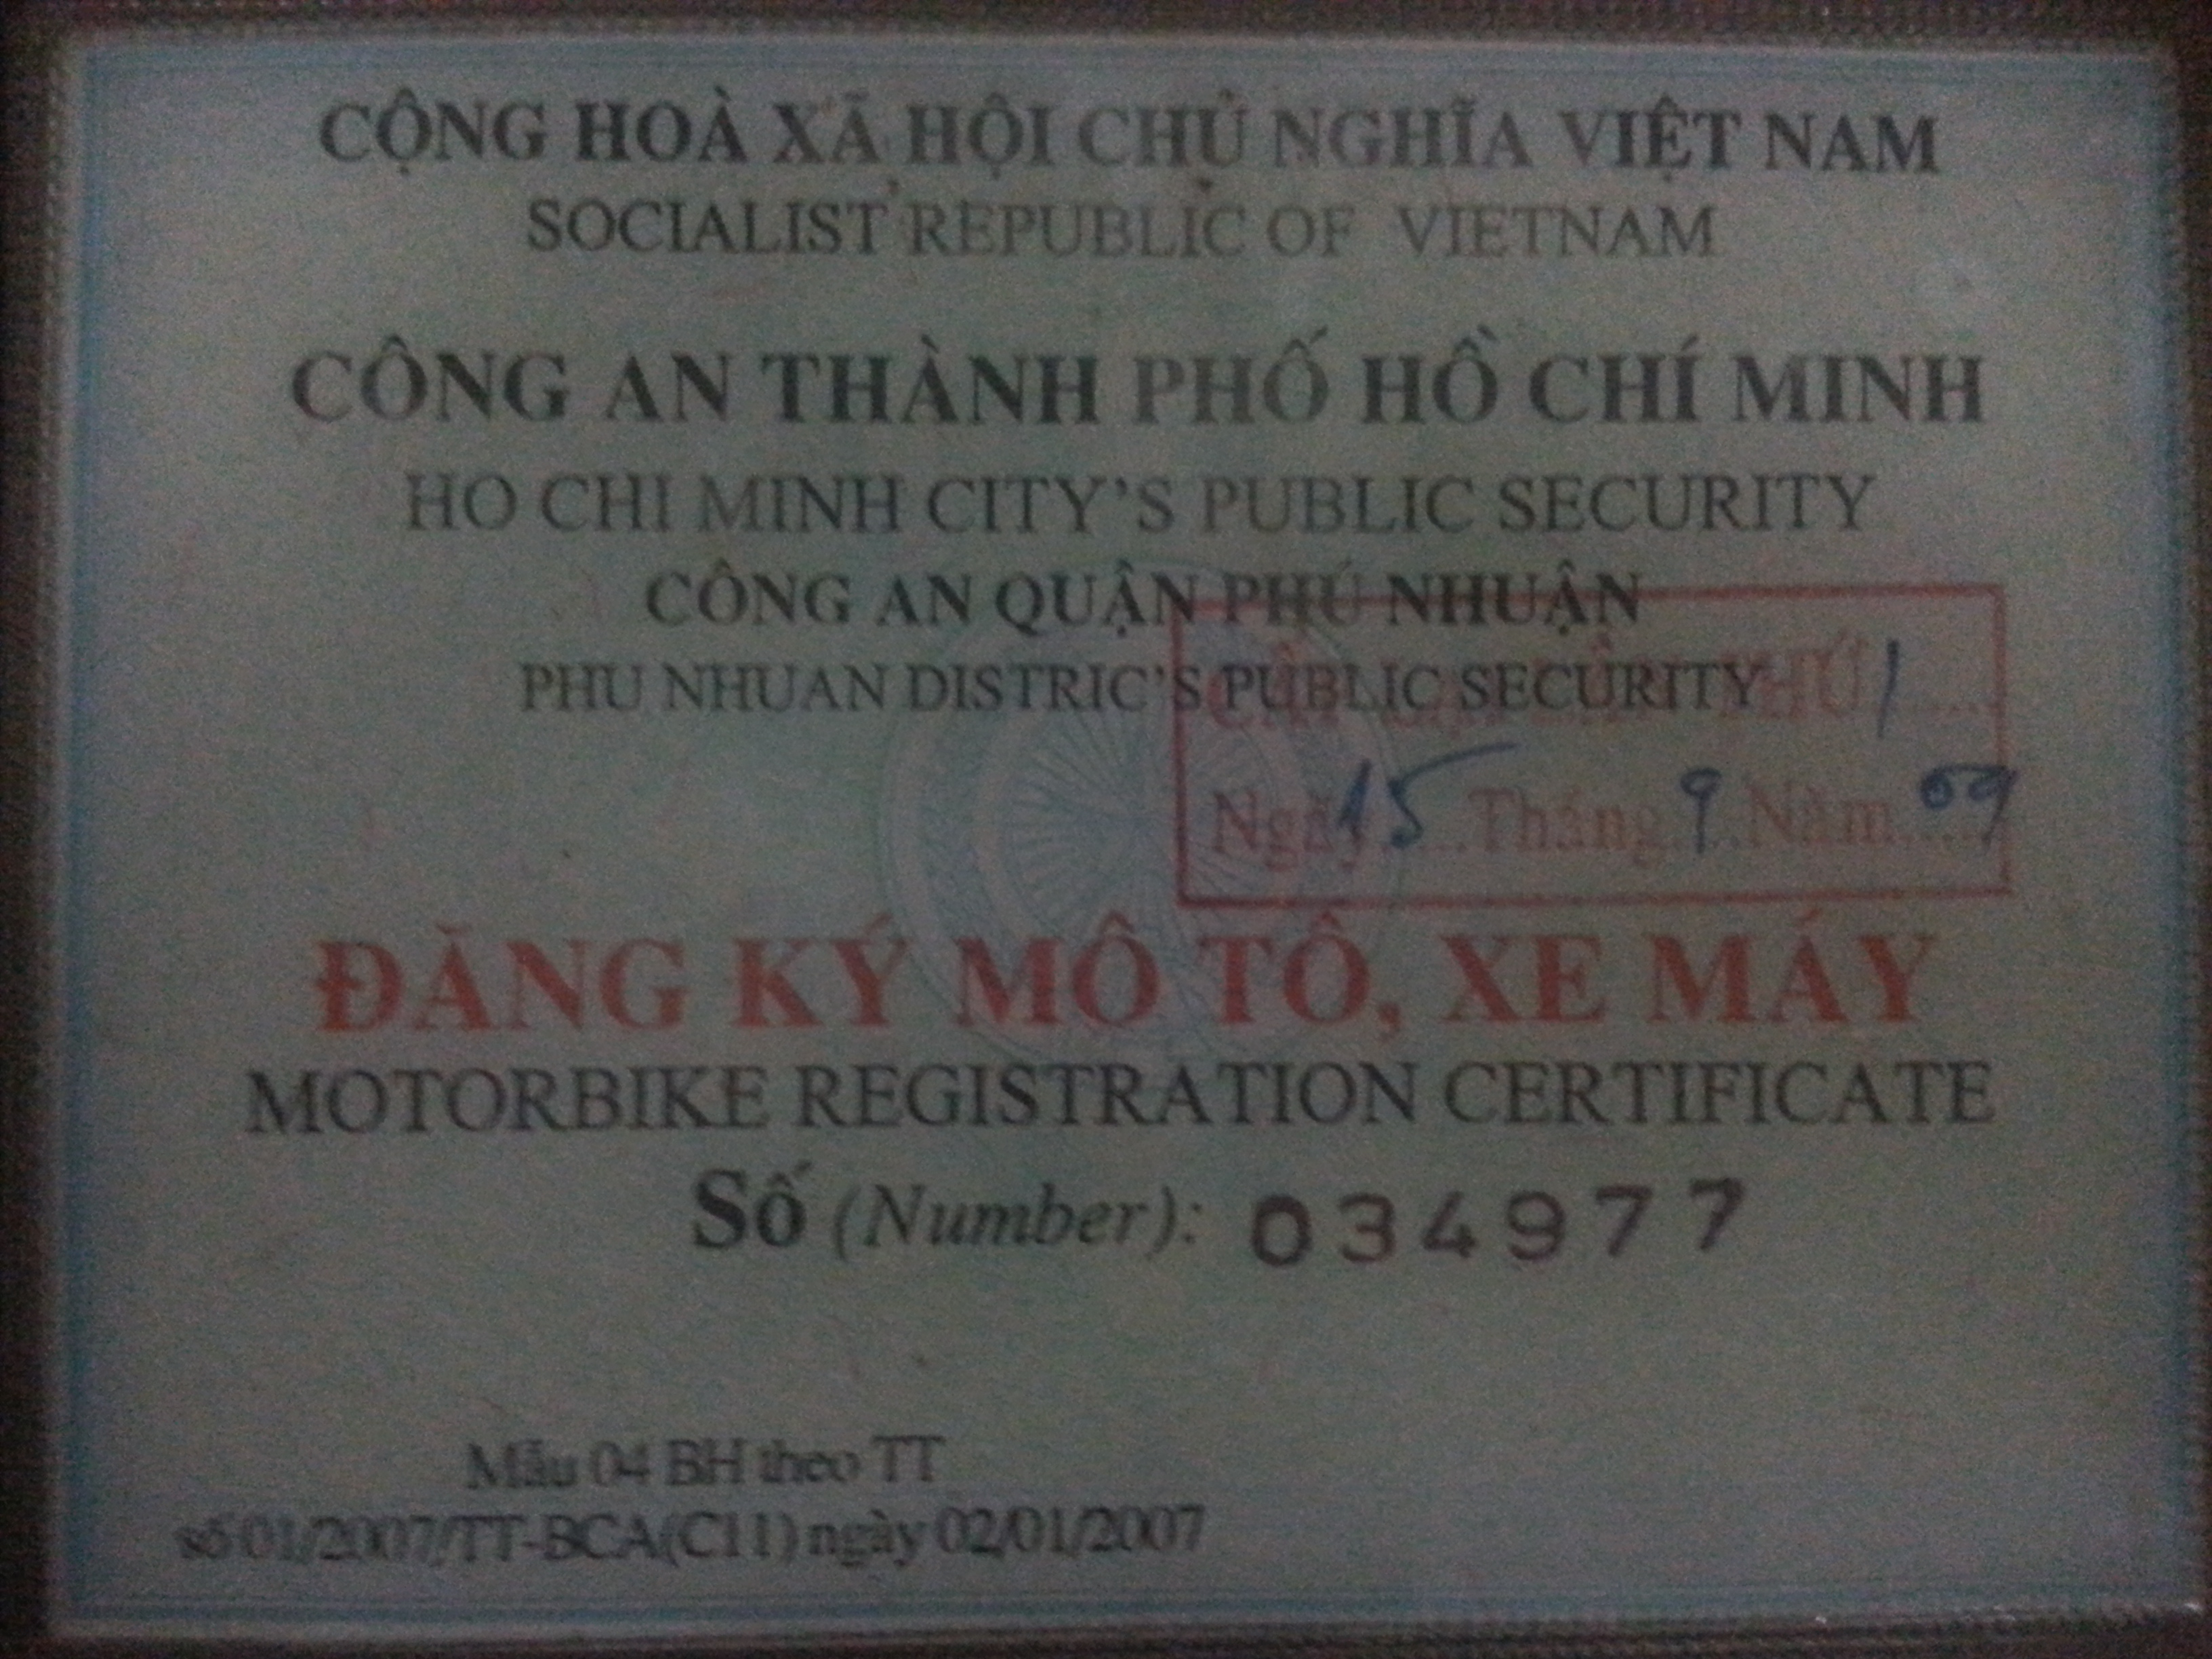 CỘNG HOÀ XÃ HỘI CHỦ NGHĨA VIỆT NAM
SOCIALIST REPUBLIC OF VIETNAM
CÔNG AN THÀNH PHỐ HỒ CHÍ MINH
HO CHI MINH CITY'S PUBLIC SECURITY
CÔNG AN QUẬN PHÚ NHUẬN
PHU NHUAN DISTRIC'S PUBLIC SECURITY
THỨ 1
Ngày 15 Tháng 9 Năm 09
ĐĂNG KÝ MÔ TÔ, XE MÁY
MOTORBIKE REGISTRATION CERTIFICATE
Số (Number): 034977
Mẫu 04 BH theo TT
số 01/2007/TT-BCA(C11) ngày 02/01/2007